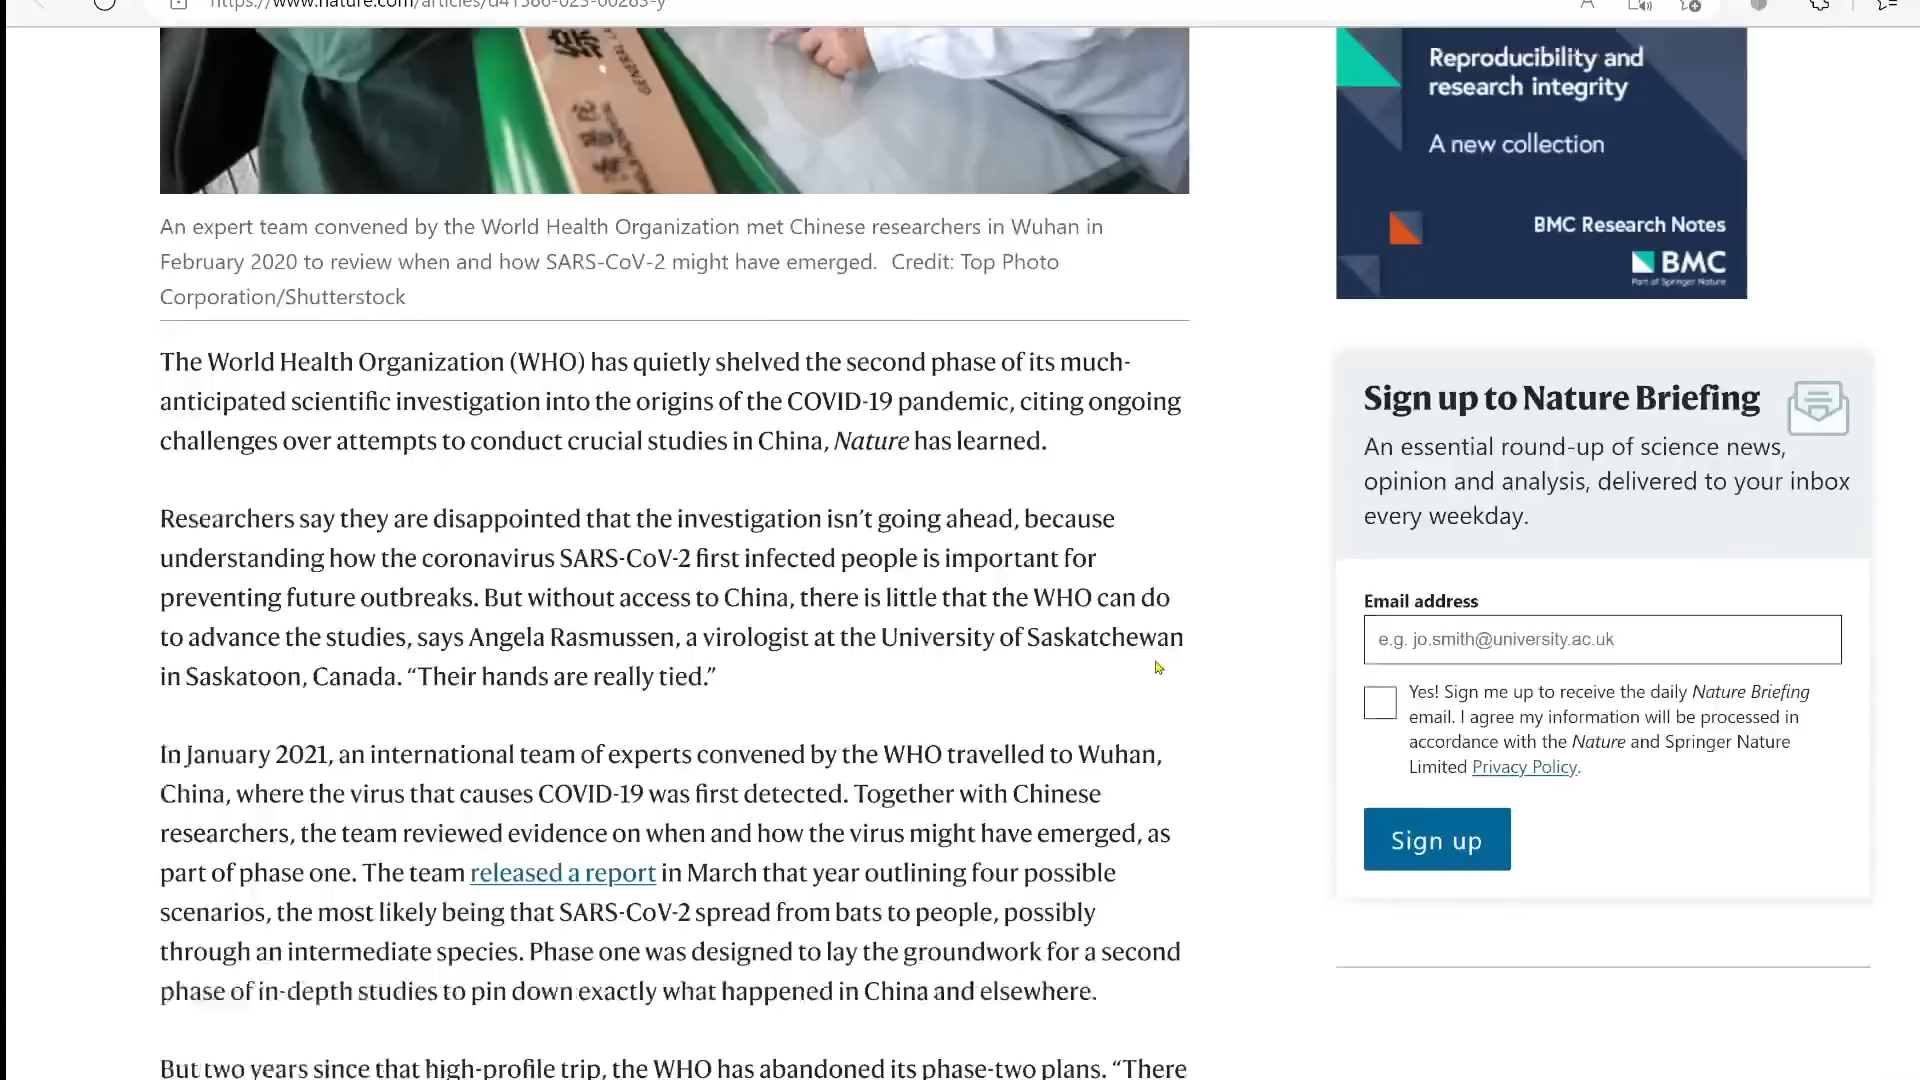 Reproducibility and
research integrity
A new collection
BMC Research Notes
BMC
Part of Springer Nature
An expert team convened by the World Health Organization met Chinese researchers in Wuhan in
February 2020 to review when and how SARS-CoV-2 might have emerged. Credit: Top Photo
Corporation/Shutterstock
The World Health Organization (WHO) has quietly shelved the second phase of its much-
anticipated scientific investigation into the origins of the COVID-19 pandemic, citing ongoing
challenges over attempts to conduct crucial studies in China, Nature has learned.
Researchers say they are disappointed that the investigation isn’t going ahead, because
understanding how the coronavirus SARS-CoV-2 first infected people is important for
preventing future outbreaks. But without access to China, there is little that the WHO can do
to advance the studies, says Angela Rasmussen, a virologist at the University of Saskatchewan
in Saskatoon, Canada. “Their hands are really tied.”
In January 2021, an international team of experts convened by the WHO travelled to Wuhan,
China, where the virus that causes COVID-19 was first detected. Together with Chinese
researchers, the team reviewed evidence on when and how the virus might have emerged, as
part of phase one. The team released a report in March that year outlining four possible
scenarios, the most likely being that SARS-CoV-2 spread from bats to people, possibly
through an intermediate species. Phase one was designed to lay the groundwork for a second
phase of in-depth studies to pin down exactly what happened in China and elsewhere.
But two years since that high-profile trip, the WHO has abandoned its phase-two plans. “There
Sign up to Nature Briefing
An essential round-up of science news,
opinion and analysis, delivered to your inbox
every weekday.
Email address
e.g. jo.smith@university.ac.uk
Yes! Sign me up to receive the daily Nature Briefing
email. I agree my information will be processed in
accordance with the Nature and Springer Nature
Limited Privacy Policy.
Sign up